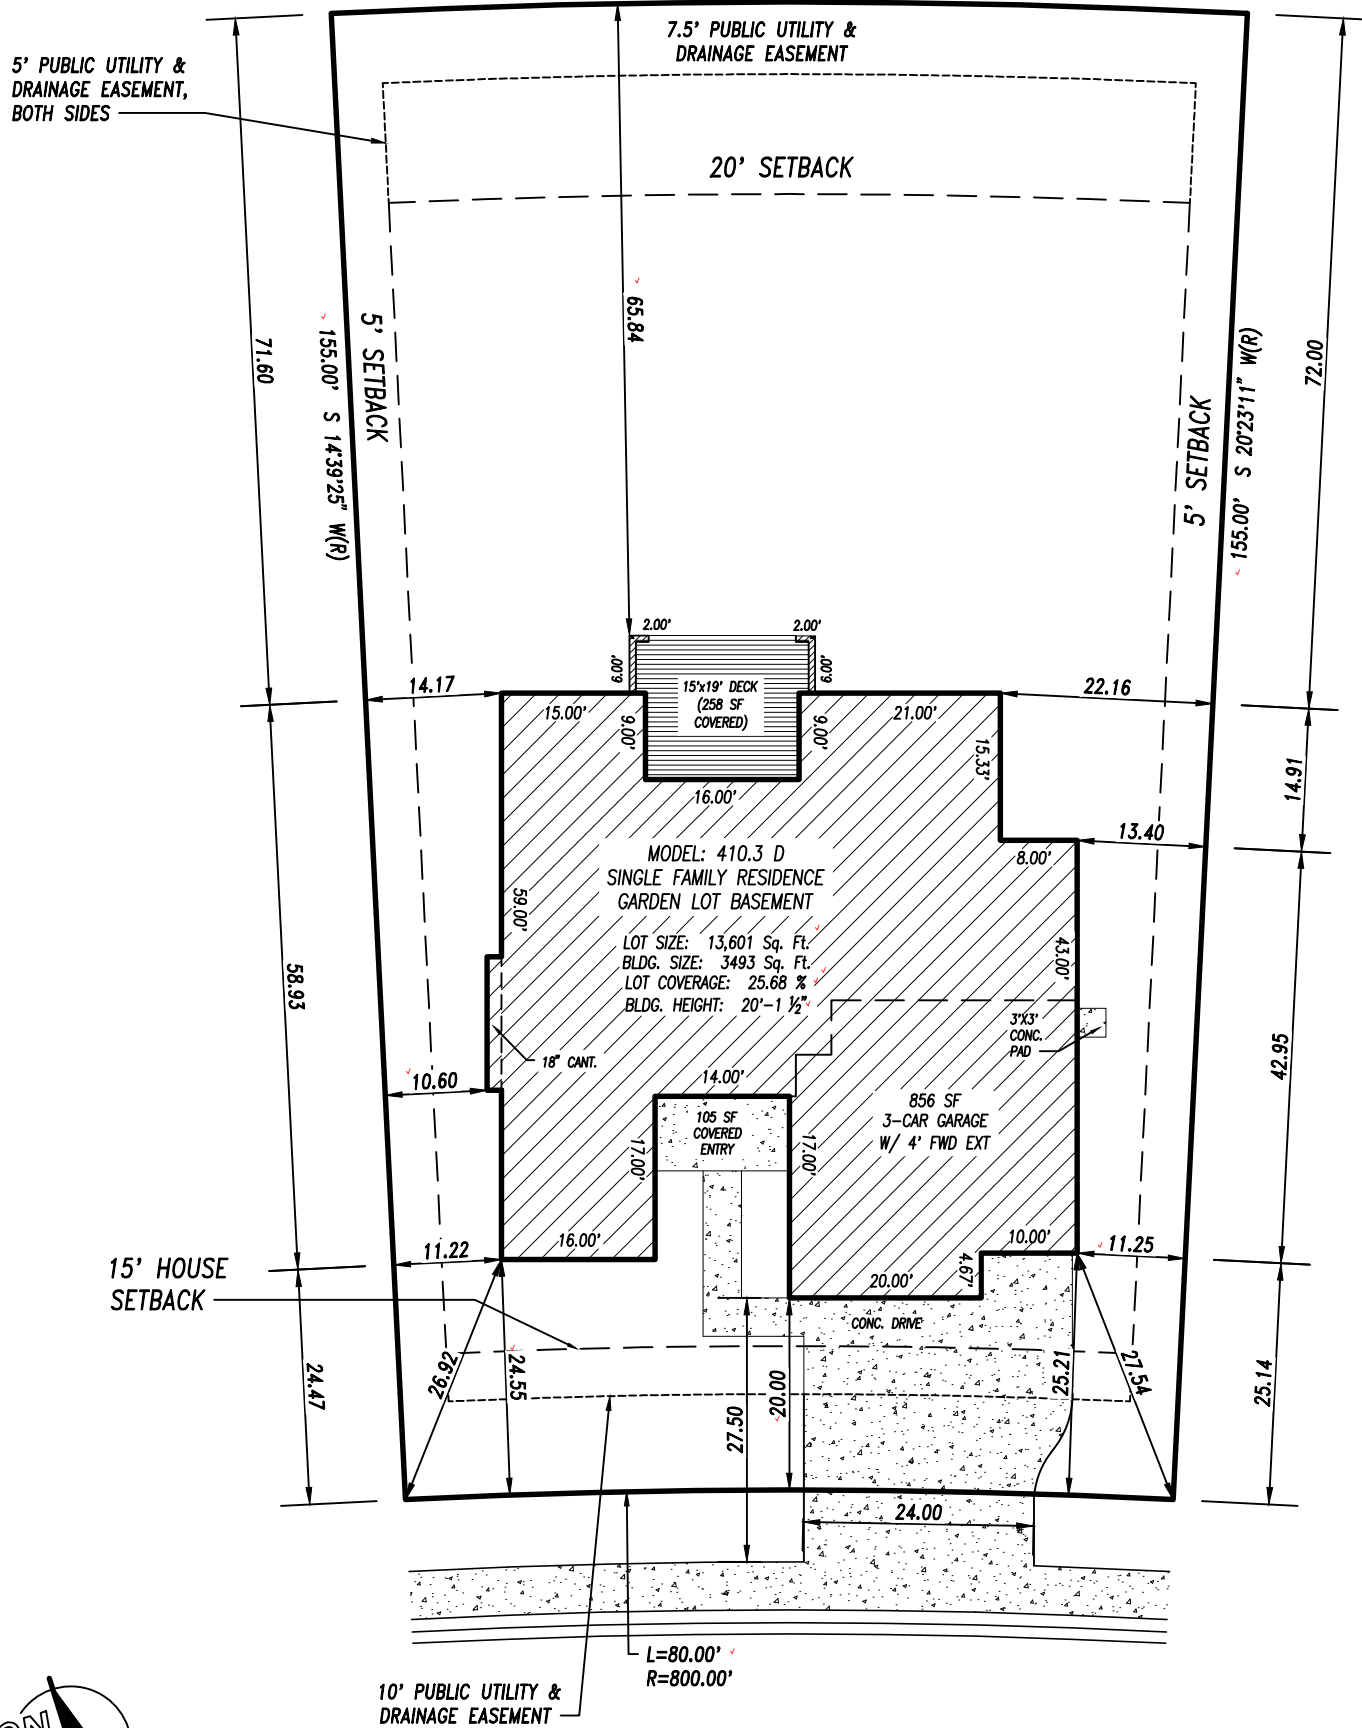 7.5' PUBLIC UTILITY &
DRAINAGE EASEMENT
5' PUBLIC UTILITY &
DRAINAGE EASEMENT,
BOTH SIDES
20' SETBACK
65.84
71.60
5' SETBACK
155.00' S 14°39'25" W(R)
72.00
5' SETBACK
155.00' S 20°23'11" W(R)
2.00'
2.00'
6.00'
6.00'
15'x19' DECK
(258 SF
COVERED)
14.17
22.16
15.00'
9.00'
9.00'
21.00'
15.33'
16.00'
14.91
13.40
8.00'
MODEL: 410.3 D
SINGLE FAMILY RESIDENCE
GARDEN LOT BASEMENT
59.00'
43.00'
LOT SIZE: 13,601 Sq. Ft.
BLDG. SIZE: 3493 Sq. Ft.
LOT COVERAGE: 25.68 %
BLDG. HEIGHT: 20'-1 ½"
58.93
42.95
3'X3'
CONC.
PAD
18" CANT.
10.60
14.00'
105 SF
COVERED
ENTRY
856 SF
3-CAR GARAGE
W/ 4' FWD EXT
17.00'
17.00'
16.00'
10.00'
11.22
11.25
4.67'
20.00'
15' HOUSE
SETBACK
CONC. DRIVE
26.92
24.55
24.47
27.50
20.00
25.21
27.54
25.14
24.00
L=80.00'
R=800.00'
10' PUBLIC UTILITY &
DRAINAGE EASEMENT